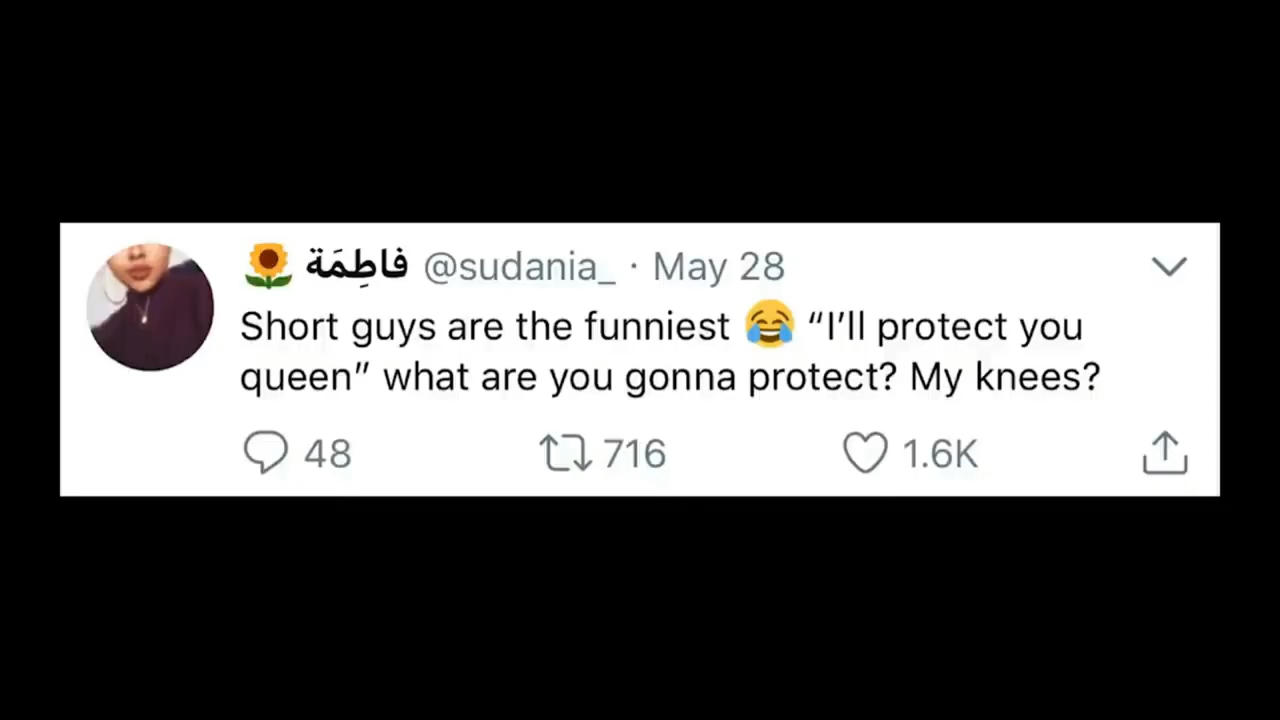 🌻 فاطِمَة @sudania_ · May 28
Short guys are the funniest 😂 “I’ll protect you
queen” what are you gonna protect? My knees?
48 716 1.6K